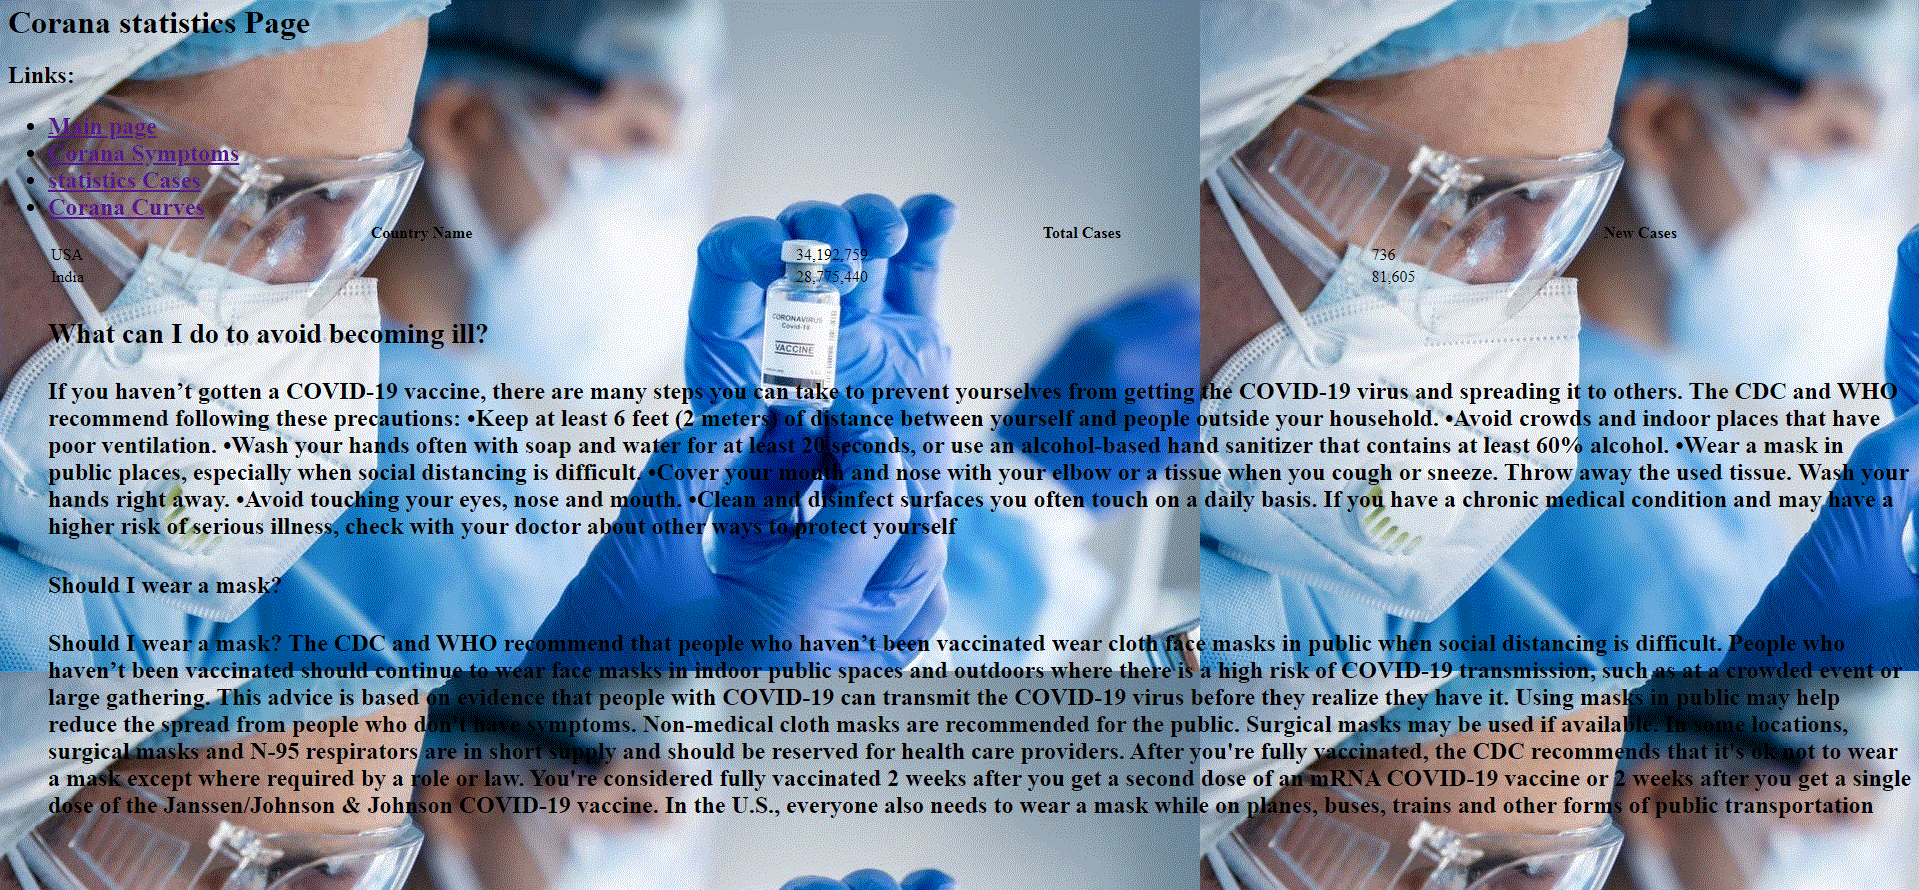 Corana statistics Page
Links:
• Main page
• Corana Symptoms
• statistics Cases
• Corana Curves
Country Name Total Cases New Cases
USA 34,192,759 736
India 28,775,440 81,605
CORONAVIRUS
Covid-19
VACCINE
What can I do to avoid becoming ill?
If you haven’t gotten a COVID-19 vaccine, there are many steps you can take to prevent yourselves from getting the COVID-19 virus and spreading it to others. The CDC and WHO
recommend following these precautions: •Keep at least 6 feet (2 meters) of distance between yourself and people outside your household. •Avoid crowds and indoor places that have
poor ventilation. •Wash your hands often with soap and water for at least 20 seconds, or use an alcohol-based hand sanitizer that contains at least 60% alcohol. •Wear a mask in
public places, especially when social distancing is difficult. •Cover your mouth and nose with your elbow or a tissue when you cough or sneeze. Throw away the used tissue. Wash your
hands right away. •Avoid touching your eyes, nose and mouth. •Clean and disinfect surfaces you often touch on a daily basis. If you have a chronic medical condition and may have a
higher risk of serious illness, check with your doctor about other ways to protect yourself
Should I wear a mask?
Should I wear a mask? The CDC and WHO recommend that people who haven’t been vaccinated wear cloth face masks in public when social distancing is difficult. People who
haven’t been vaccinated should continue to wear face masks in indoor public spaces and outdoors where there is a high risk of COVID-19 transmission, such as at a crowded event or
large gathering. This advice is based on evidence that people with COVID-19 can transmit the COVID-19 virus before they realize they have it. Using masks in public may help
reduce the spread from people who don't have symptoms. Non-medical cloth masks are recommended for the public. Surgical masks may be used if available. In some locations,
surgical masks and N-95 respirators are in short supply and should be reserved for health care providers. After you're fully vaccinated, the CDC recommends that it's ok not to wear
a mask except where required by a role or law. You're considered fully vaccinated 2 weeks after you get a second dose of an mRNA COVID-19 vaccine or 2 weeks after you get a single
dose of the Janssen/Johnson & Johnson COVID-19 vaccine. In the U.S., everyone also needs to wear a mask while on planes, buses, trains and other forms of public transportation